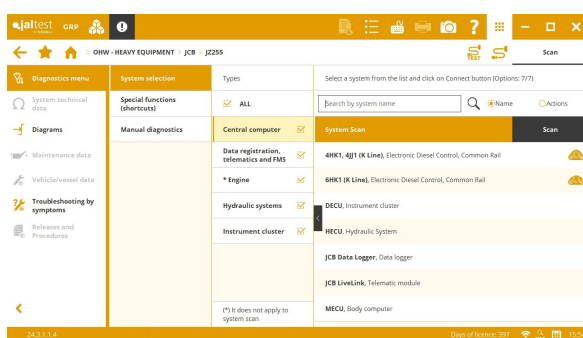 jaltest GRP
OHW - HEAVY EQUIPMENT JCB JZ255
TEST
Scan
Diagnostics menu
System technical
data
Diagrams
Maintenance data
Vehicle/vessel data
Troubleshooting by
symptoms
Releases and
Procedures
System selection
Special functions
(shortcuts)
Manual diagnostics
Types
ALL
Central computer
Data registration,
telematics and FMS
* Engine
Hydraulic systems
Instrument cluster
(*) It does not apply to
system scan
Select a system from the list and click on Connect button (Options: 7/7)
Search by system name
Name
Actions
System Scan
Scan
4HK1, 4JJ1 (K Line), Electronic Diesel Control, Common Rail
6HK1 (K Line), Electronic Diesel Control, Common Rail
DECU, Instrument cluster
HECU, Hydraulic System
JCB Data Logger, Data logger
JCB LiveLink, Telematic module
MECU, Body computer
24.3.1.1.4
Days of licence: 397